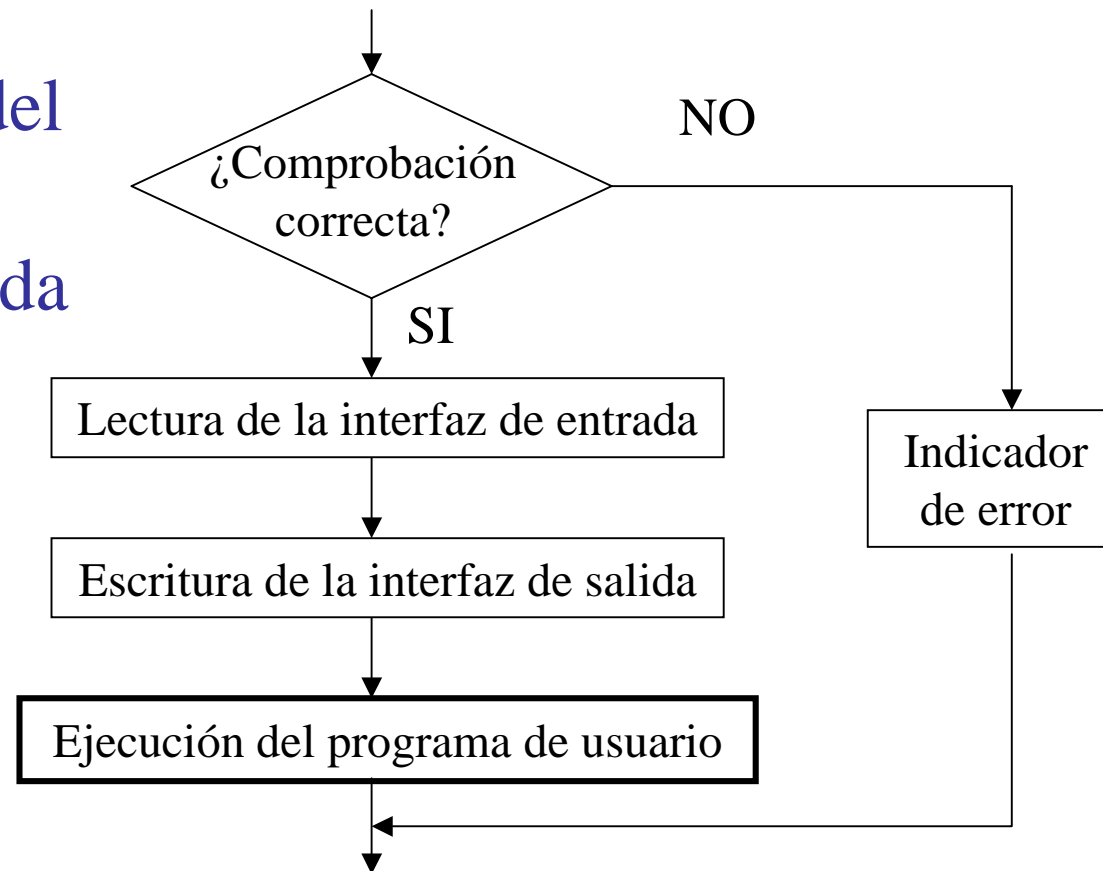 del
da
NO
¿Comprobación
correcta?
SI
Lectura de la interfaz de entrada
Indicador
de error
Escritura de la interfaz de salida
Ejecución del programa de usuario